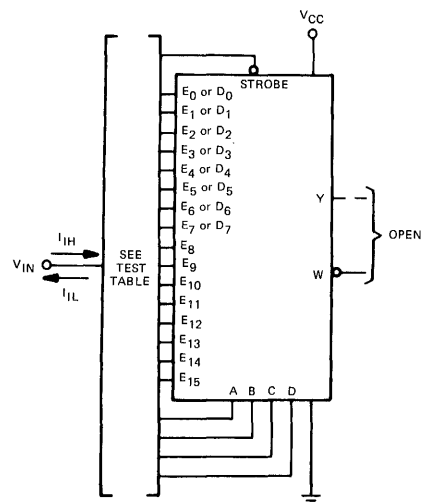 VCC
STROBE
E0 or D0
E1 or D1
E2 or D2
E3 or D3
E4 or D4
E5 or D5
E6 or D6
E7 or D7
E8
E9
E10
E11
E12
E13
E14
E15
Y
W
OPEN
IIH
VIN
IIL
SEE
TEST
TABLE
A B C D